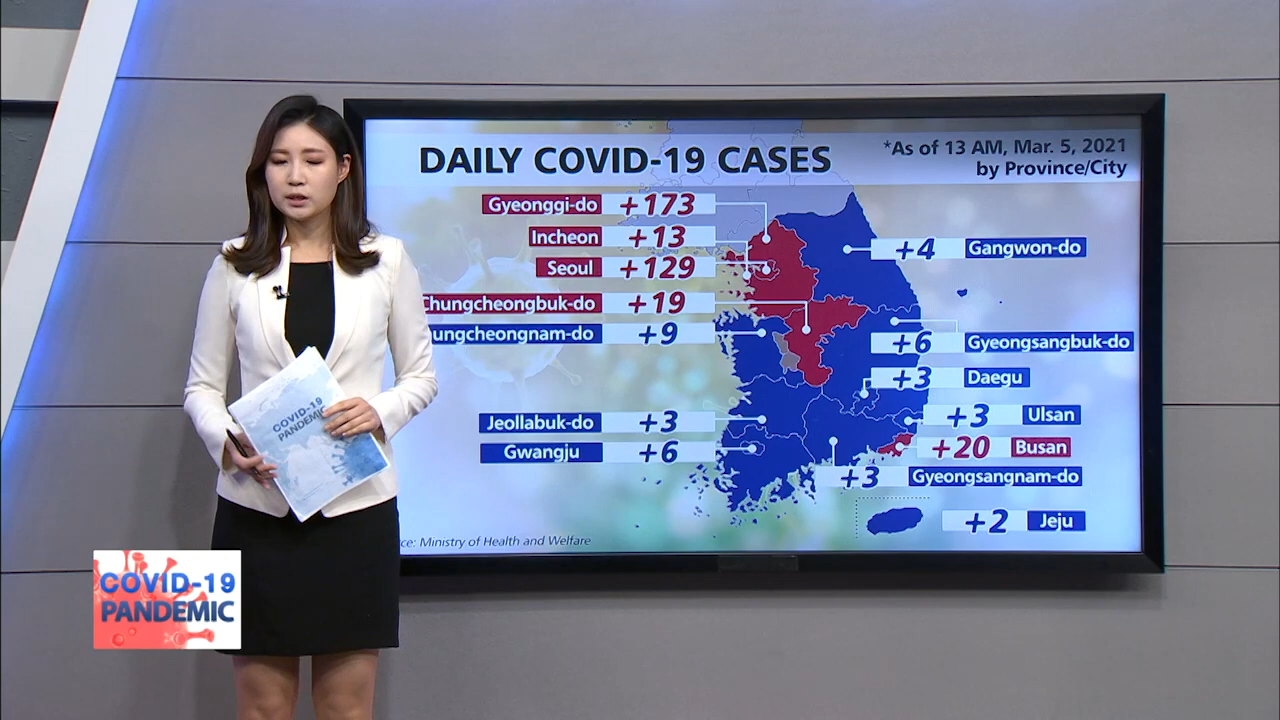 DAILY COVID-19 CASES
*As of 13 AM, Mar. 5, 2021
by Province/City
Gyeonggi-do +173
Incheon +13
Seoul +129
Chungcheongbuk-do +19
ungcheongnam-do +9
Jeollabuk-do +3
Gwangju +6
+4 Gangwon-do
+6 Gyeongsangbuk-do
+3 Daegu
+3 Ulsan
+20 Busan
+3 Gyeongsangnam-do
+2 Jeju
ce: Ministry of Health and Welfare
COVID-19
PANDEMIC
COVID-19
PANDEMIC